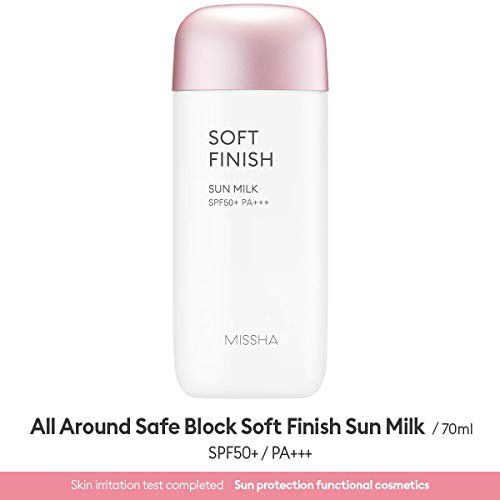 SOFT
FINISH
SUN MILK
SPF50+ PA+++
MISSHA
All Around Safe Block Soft Finish Sun Milk / 70ml
SPF50+ / PA+++
Skin irritation test completed Sun protection functional cosmetics